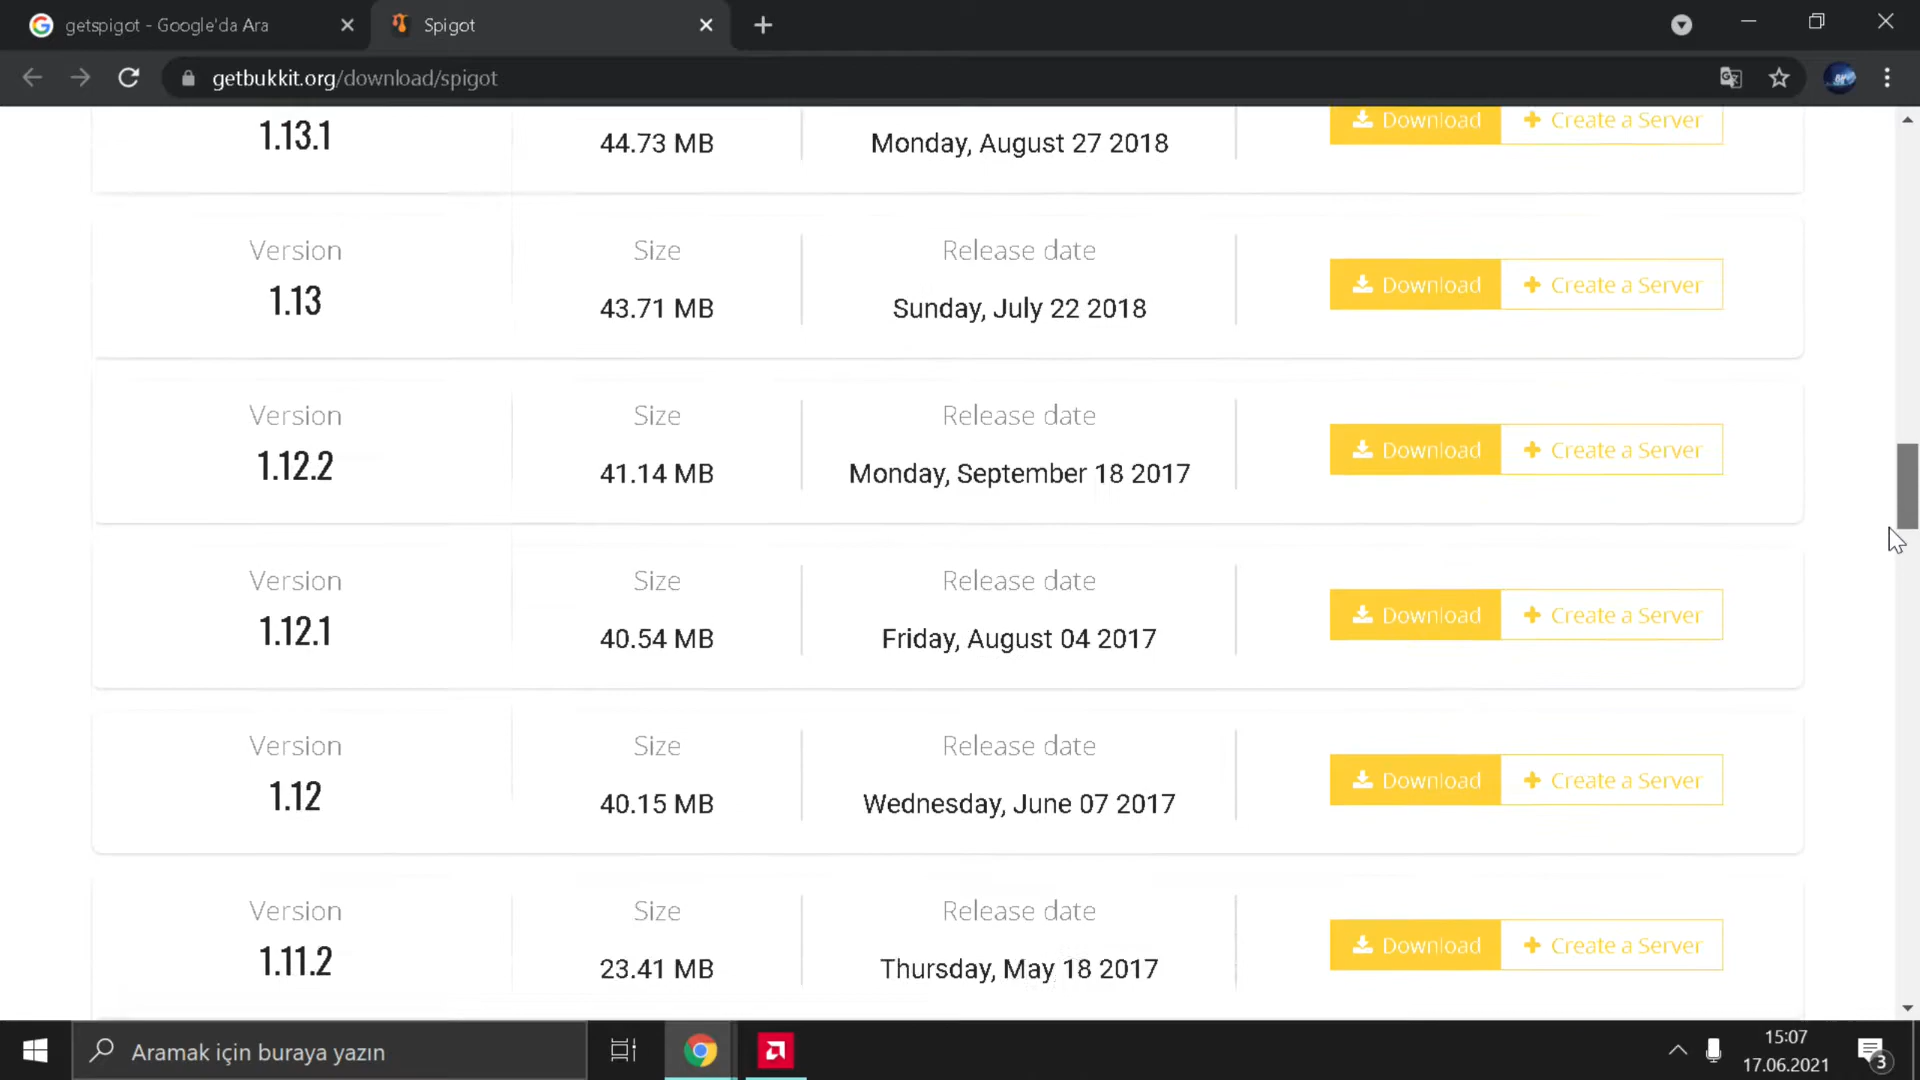 getspigot - Google'da Ara
Spigot
getbukkit.org/download/spigot
1.13.1
44.73 MB
Monday, August 27 2018
Download
Create a Server
Version
1.13
Size
43.71 MB
Release date
Sunday, July 22 2018
Download
Create a Server
Version
1.12.2
Size
41.14 MB
Release date
Monday, September 18 2017
Download
Create a Server
Version
1.12.1
Size
40.54 MB
Release date
Friday, August 04 2017
Download
Create a Server
Version
1.12
Size
40.15 MB
Release date
Wednesday, June 07 2017
Download
Create a Server
Version
1.11.2
Size
23.41 MB
Release date
Thursday, May 18 2017
Download
Create a Server
Aramak için buraya yazın
15:07
17.06.2021
3